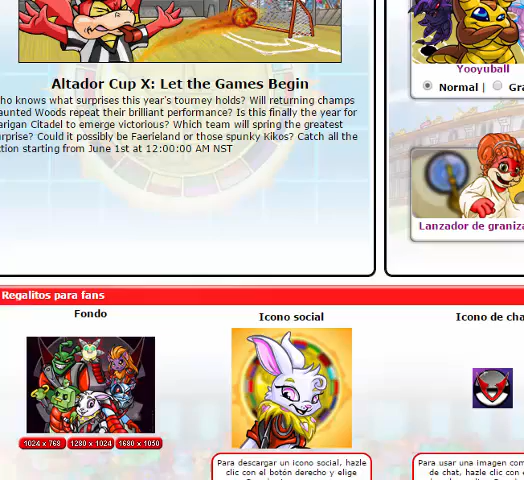 Altador Cup X: Let the Games Begin
ho knows what surprises this year's tourney holds? Will returning champs
aunted Woods repeat their brilliant performance? Is this finally the year for
arigan Citadel to emerge victorious? Which team will spring the greatest
urprise? Could it possibly be Faerieland or those spunky Kikos? Catch all the
ction starting from June 1st at 12:00:00 AM NST
Yooyuball
Normal | Gra
Lanzador de graniza
Regalitos para fans
Fondo
Icono social
Icono de cha
1024 x 768 1280 x 1024 1680 x 1050
Para descargar un icono social, hazle
clic con el botón derecho y elige
Para usar una imagen com
de chat, hazle clic con e